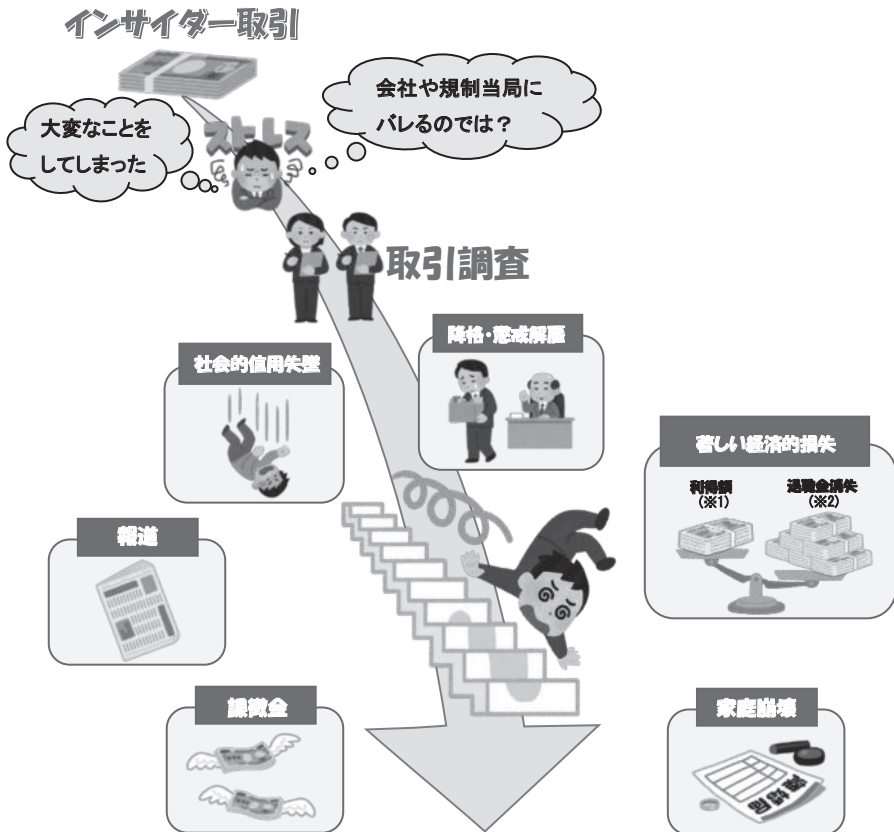 インサイダー取引
大変なことを
してしまった
会社や規制当局に
バレるのでは？
ストレス
取引調査
降格・懲戒解雇
社会的信用失墜
著しい経済的損失
利得額
(※1)
退職金消失
(※2)
報道
課徴金
家庭崩壊
離婚届